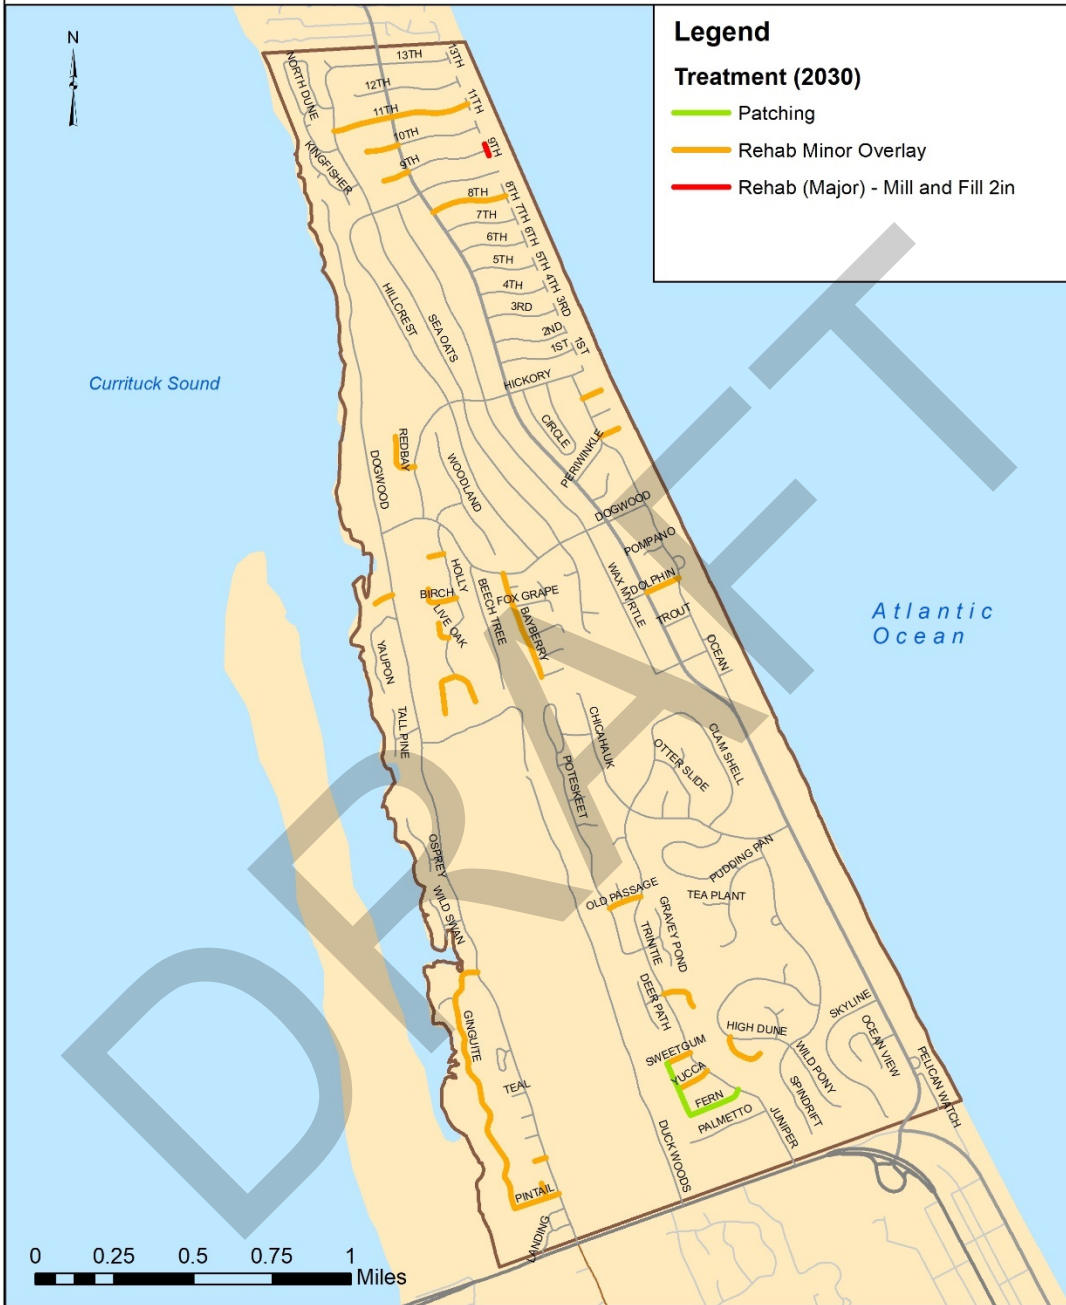 Legend
Treatment (2030)
Patching
Rehab Minor Overlay
Rehab (Major) - Mill and Fill 2in
N
13TH
13TH
NORTH DUNE
12TH
11TH
11TH
10TH
9TH
9TH
KINGFISHER
8TH
8TH
7TH
7TH
6TH
6TH
5TH
5TH
4TH
4TH
3RD
3RD
2ND
1ST
1ST
HILLCREST
SEA OATS
HICKORY
Currituck Sound
CIRCLE
PERIWINKLE
REDBAY
DOGWOOD
WOODLAND
DOGWOOD
POMPANO
HOLLY
BEECH TREE
FOX GRAPE
WAX MYRTLE
DOLPHIN
BIRCH
LIVE OAK
BAYBERRY
TROUT
OCEAN
Atlantic
Ocean
YAUPON
TALL PINE
CHICAHAUK
CLAM SHELL
OTTER SLIDE
POTESKEET
OSPREY
PUDDING PAN
WILD SWAN
OLD PASSAGE
TEA PLANT
GRAVEY POND
TRINITIE
DEER PATH
GINGUITE
SKYLINE
HIGH DUNE
OCEAN VIEW
SWEETGUM
WILD PONY
PELICAN WATCH
YUCCA
SPINDRIFT
TEAL
FERN
PALMETTO
JUNIPER
DUCK WOODS
PINTAIL
LANDING
0 0.25 0.5 0.75 1
Miles
DRAFT